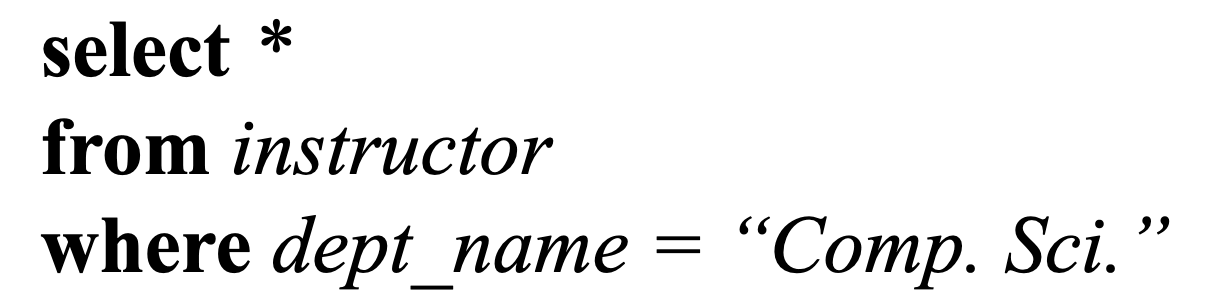 select *
from instructor
where dept_name = “Comp. Sci.”